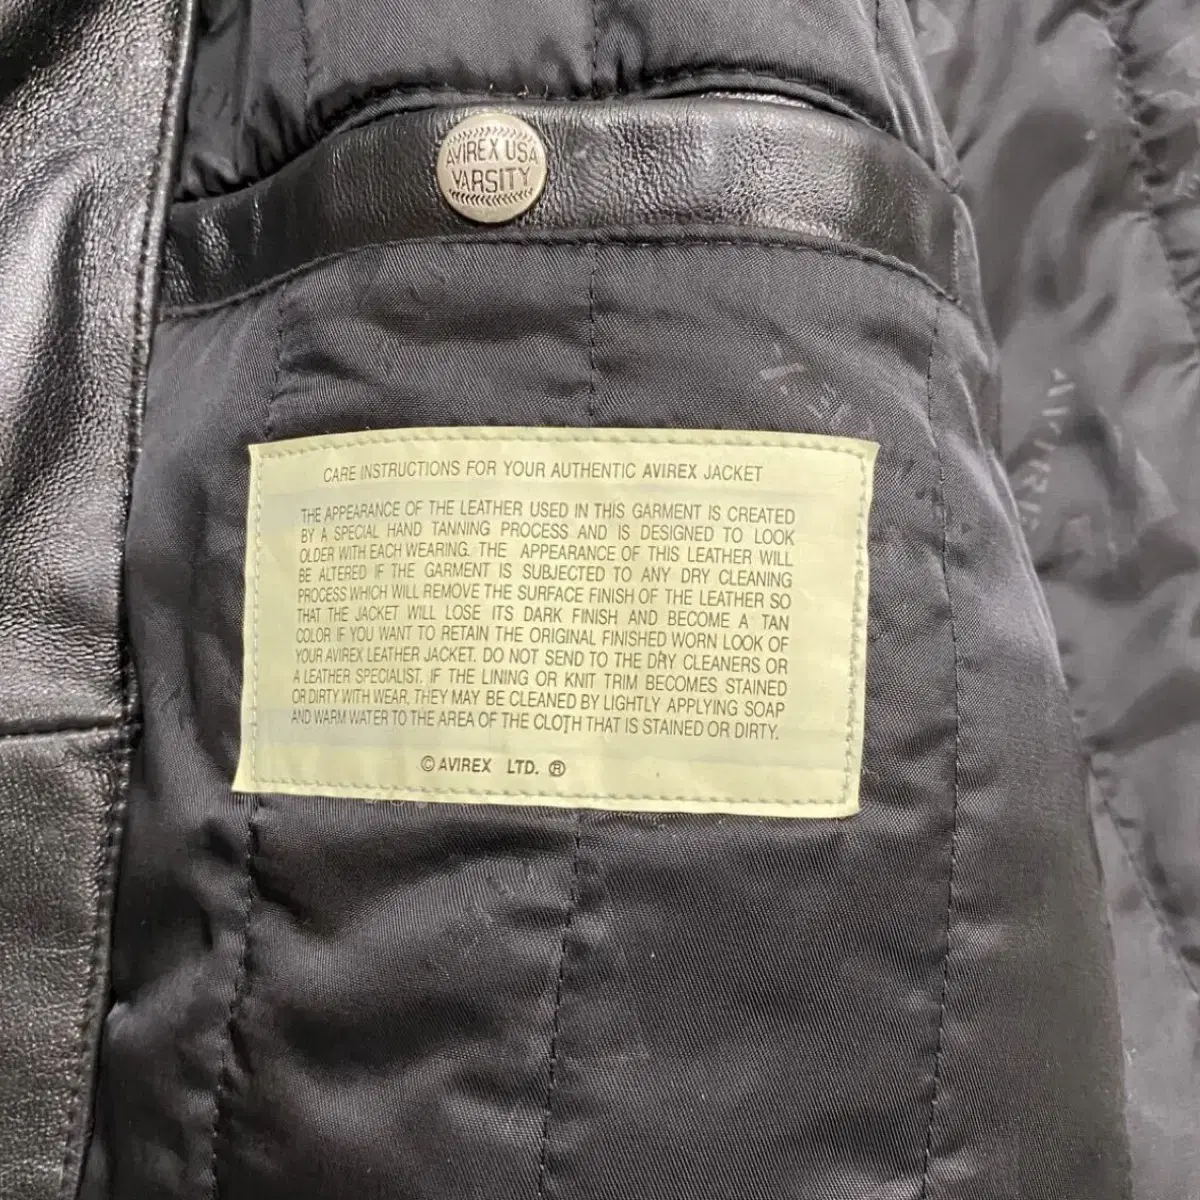 AVIREX USA
VARSITY
CARE INSTRUCTIONS FOR YOUR AUTHENTIC AVIREX JACKET
THE APPEARANCE OF THE LEATHER USED IN THIS GARMENT IS CREATED
BY A SPECIAL HAND TANNING PROCESS AND IS DESIGNED TO LOOK
OLDER WITH EACH WEARING. THE APPEARANCE OF THIS LEATHER WILL
BE ALTERED IF THE GARMENT IS SUBJECTED TO ANY DRY CLEANING
PROCESS WHICH WILL REMOVE THE SURFACE FINISH OF THE LEATHER SO
THAT THE JACKET WILL LOSE ITS DARK FINISH AND BECOME A TAN
COLOR IF YOU WANT TO RETAIN THE ORIGINAL FINISHED WORN LOOK OF
YOUR AVIREX LEATHER JACKET. DO NOT SEND TO THE DRY CLEANERS OR
A LEATHER SPECIALIST. IF THE LINING OR KNIT TRIM BECOMES STAINED
OR DIRTY WITH WEAR, THEY MAY BE CLEANED BY LIGHTLY APPLYING SOAP
AND WARM WATER TO THE AREA OF THE CLOTH THAT IS STAINED OR DIRTY.
© AVIREX LTD. ®